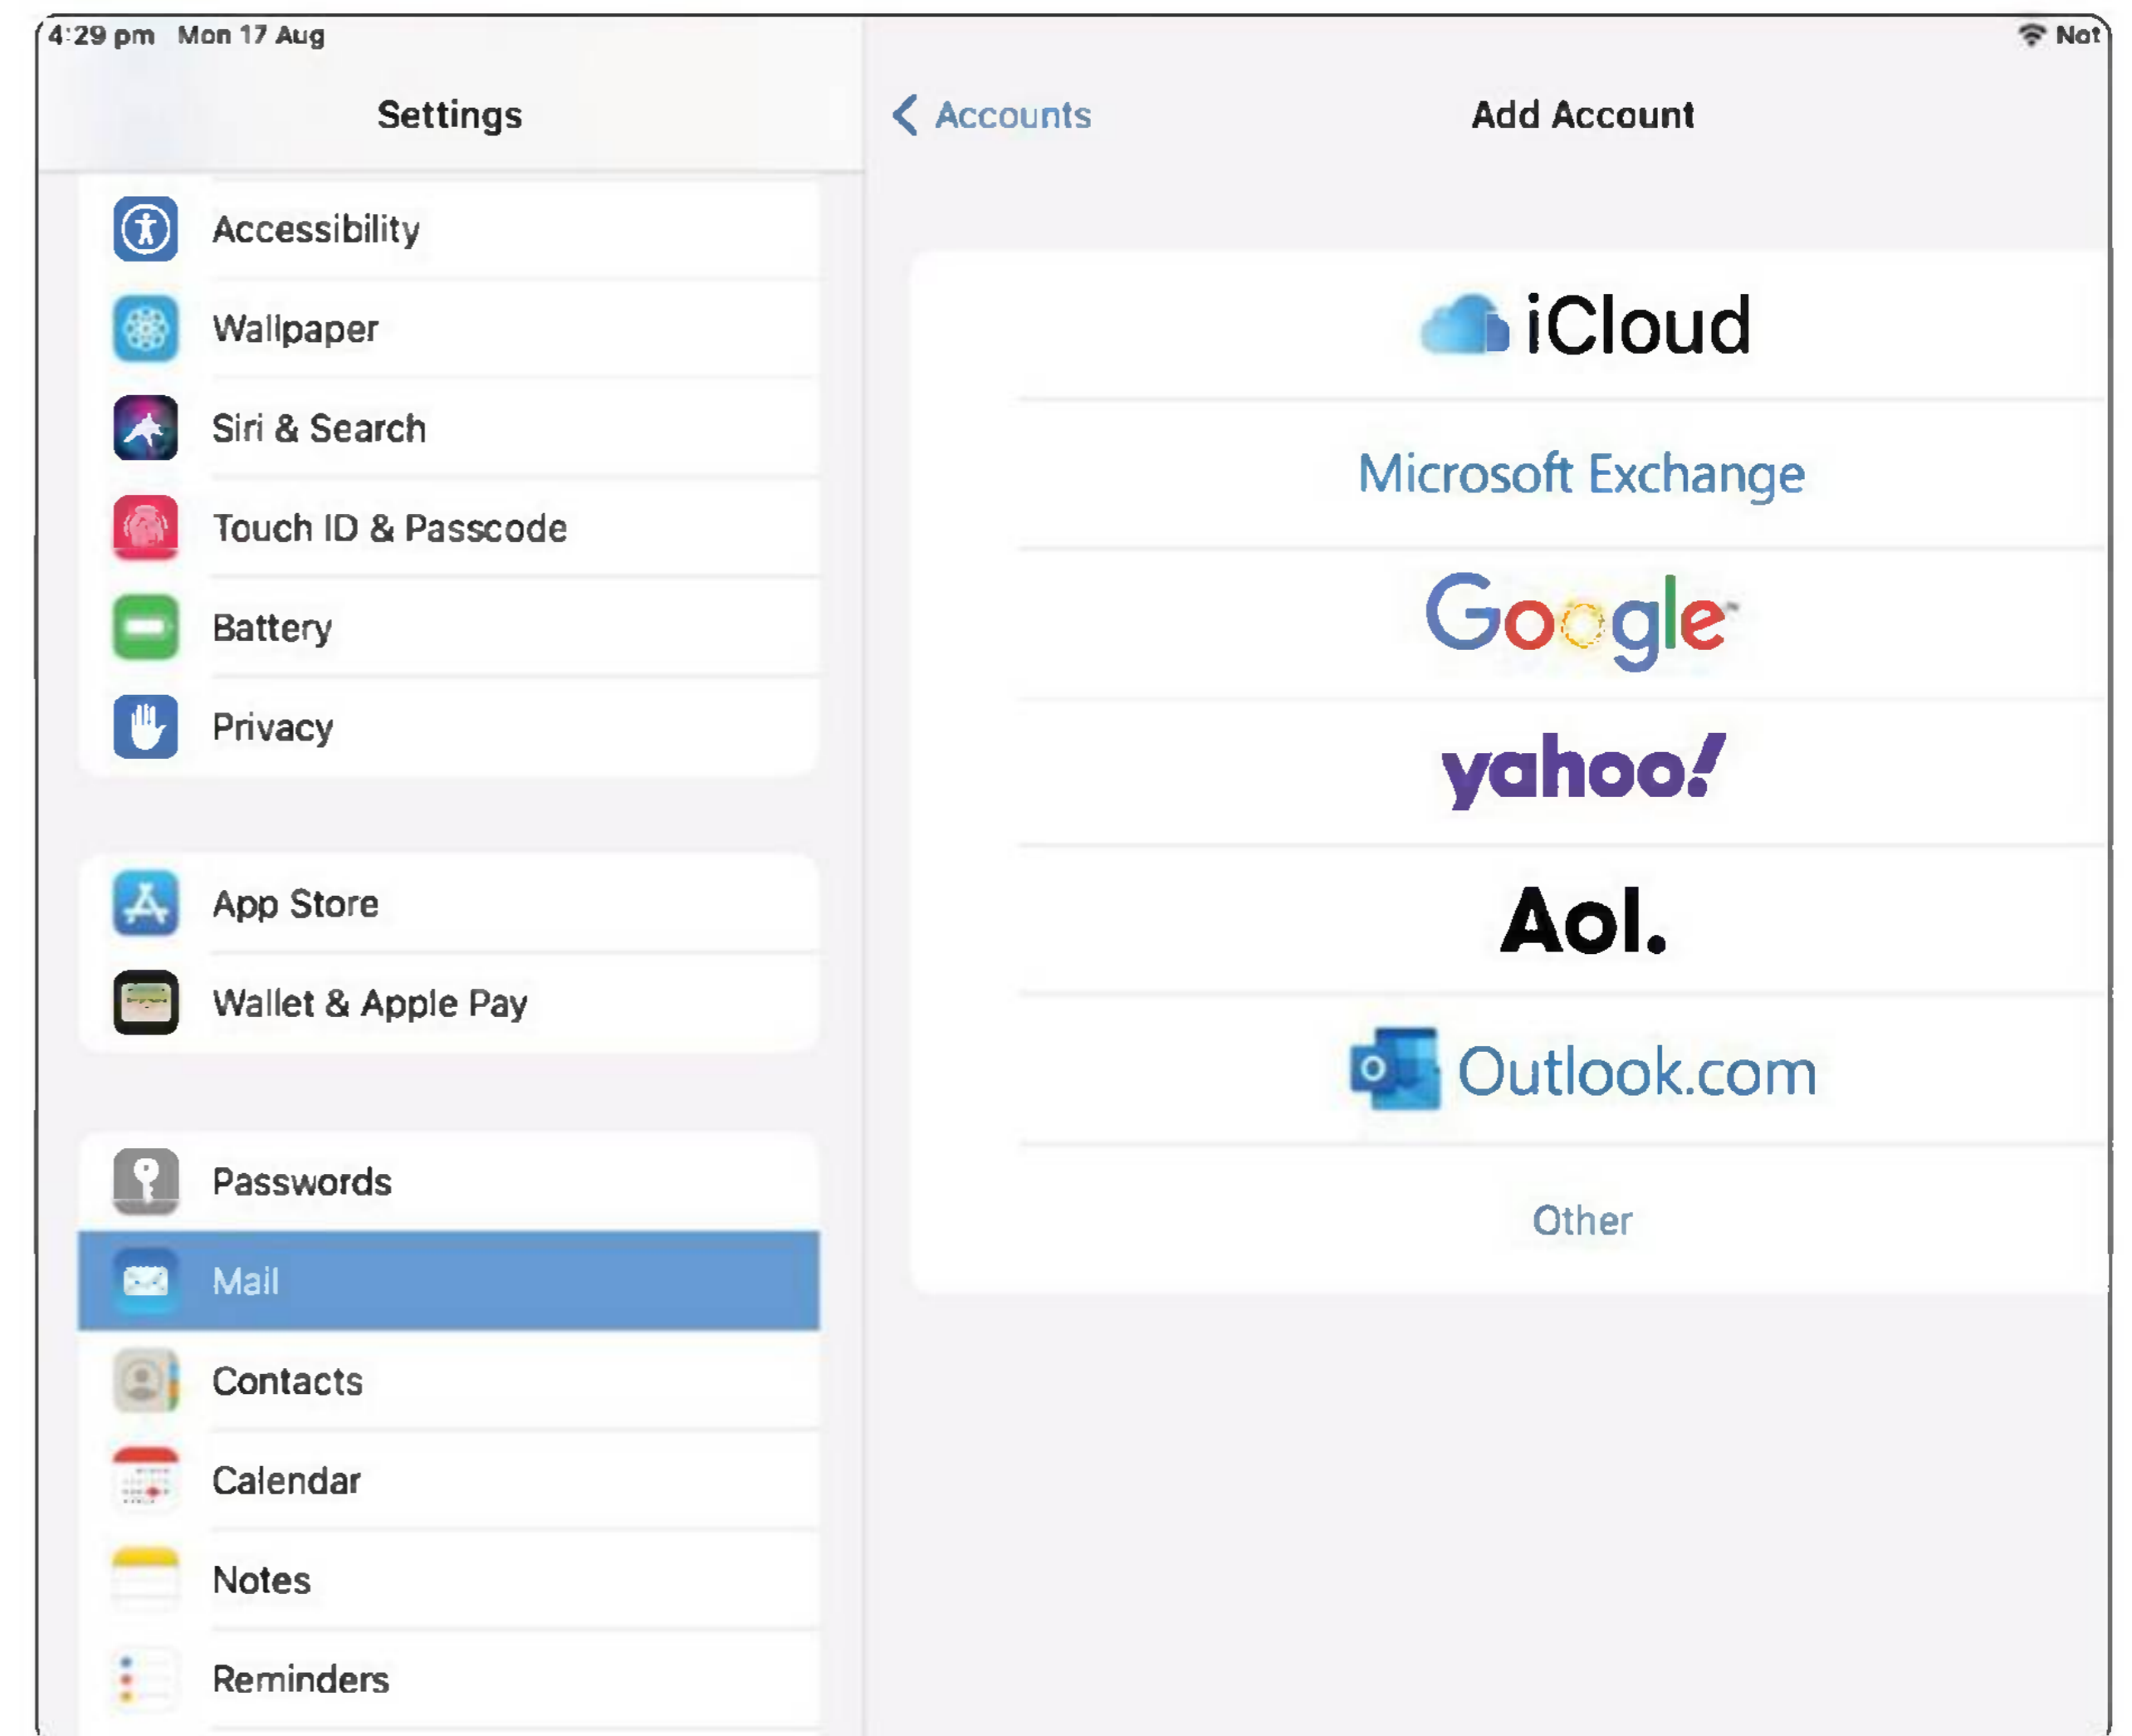 4:29 pm Mon 17 Aug
Not
Settings
Accessibility
Wallpaper
Siri & Search
Touch ID & Passcode
Battery
Privacy
App Store
Wallet & Apple Pay
Passwords
Mail
Contacts
Calendar
Notes
Reminders
Accounts
Add Account
iCloud
Microsoft Exchange
Google
yahoo!
Aol.
Outlook.com
Other